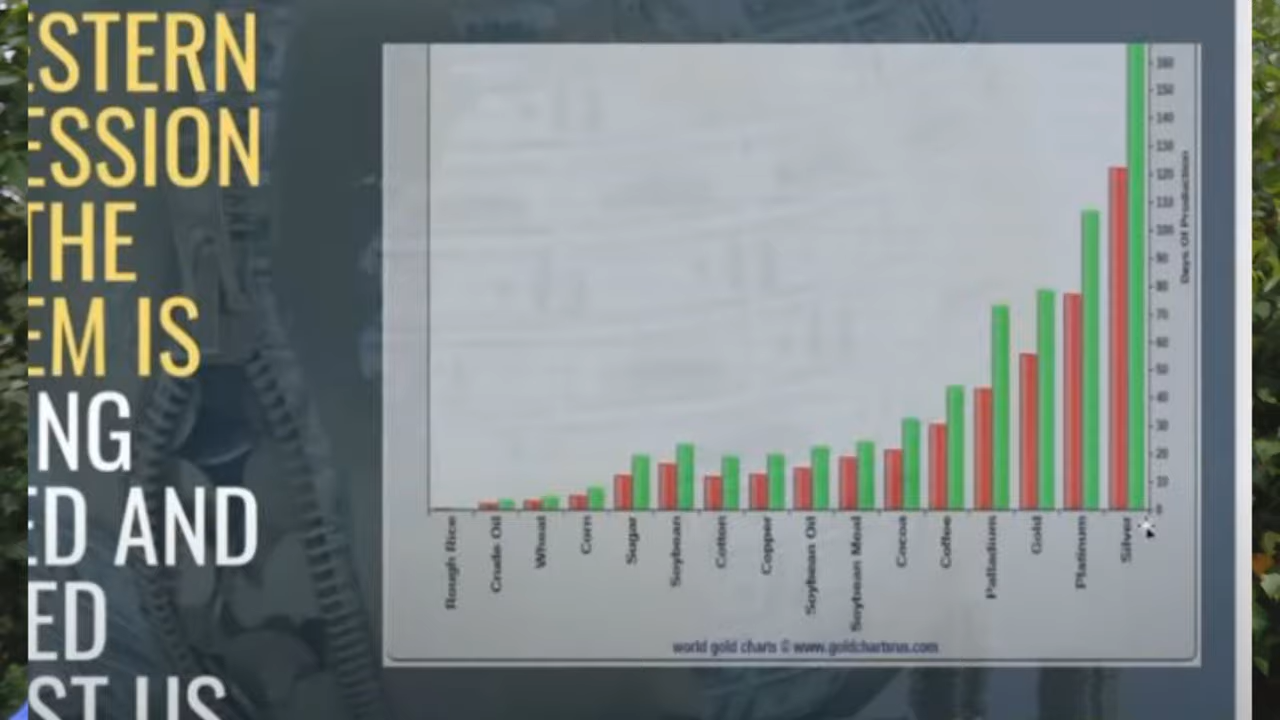 ESTERN
ESSION
THE
EM IS
NG
ED AND
ED
ST US
160
150
140
130
120
110
100
90
80
70
60
50
40
30
20
10
0
Days Of Production
Rough Rice
Crude Oil
Wheat
Corn
Sugar
Soybean
Cotton
Copper
Soybean Oil
Soybean Meal
Cocoa
Coffee
Palladium
Gold
Platinum
Silver
world gold charts © www.goldchartsrus.com